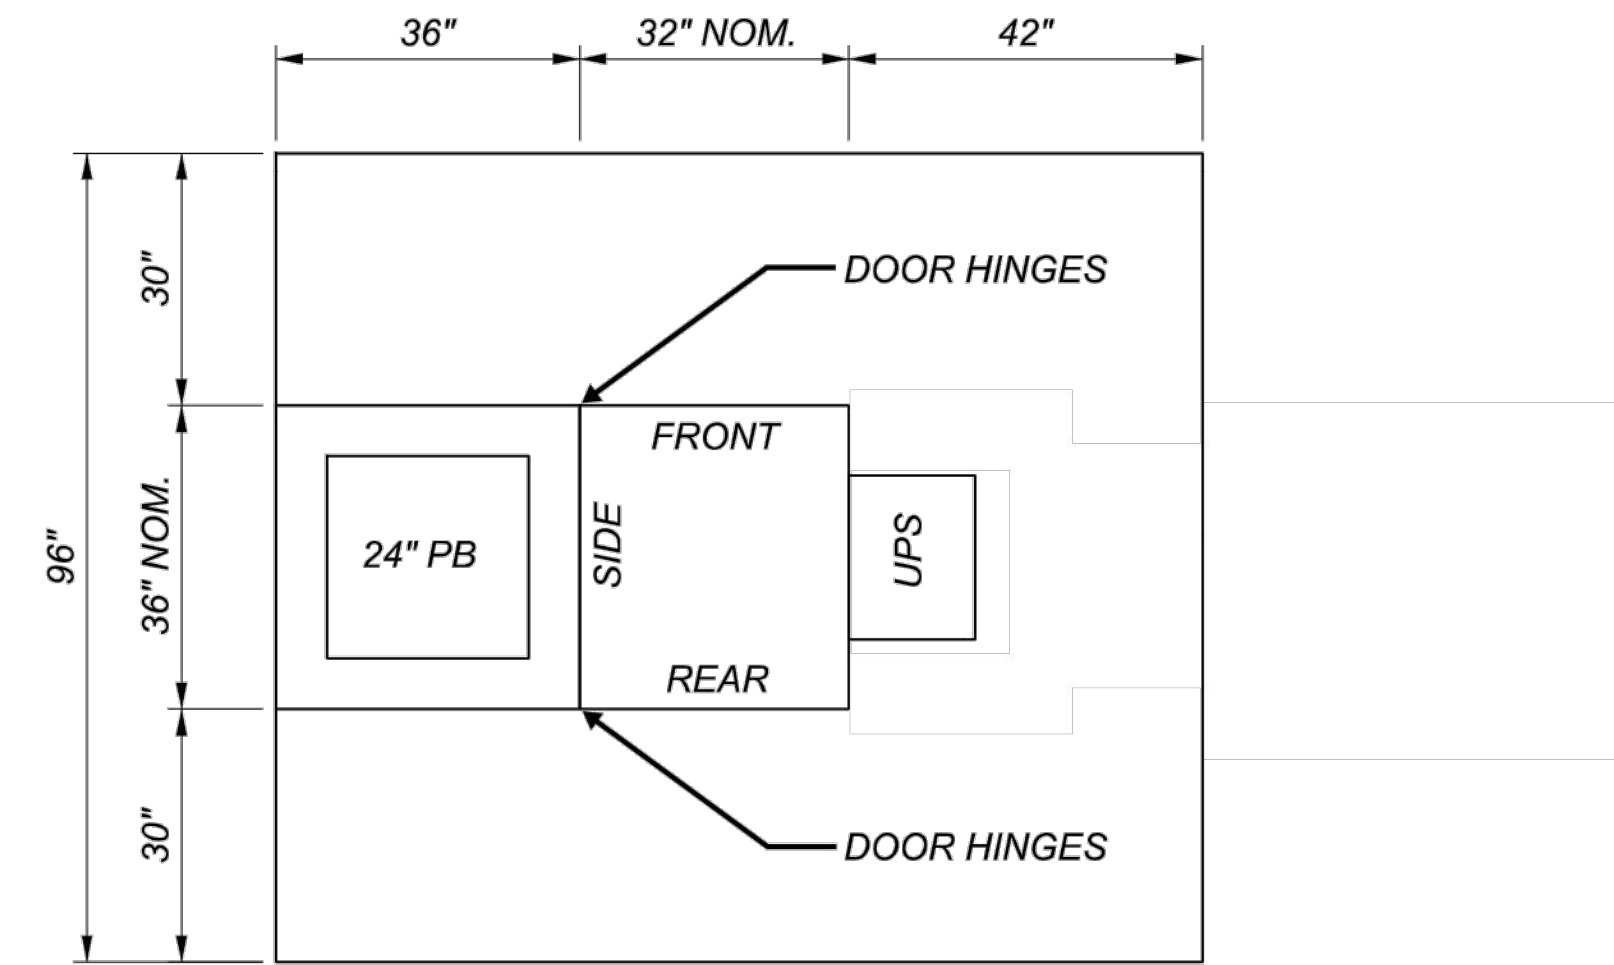 36"
32" NOM.
42"
30"
DOOR HINGES
FRONT
96"
36" NOM.
24" PB
SIDE
UPS
REAR
30"
DOOR HINGES